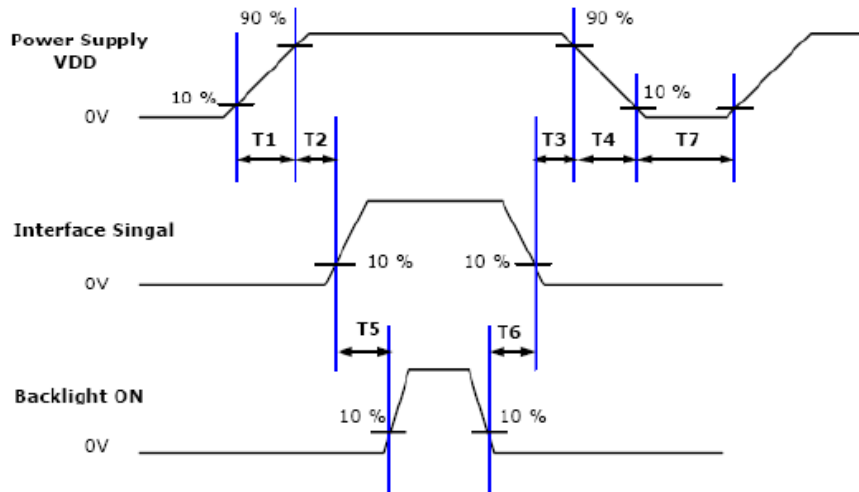 90 %
90 %
Power Supply
VDD
10 %
10 %
0V
T1
T2
T3
T4
T7
Interface Singal
10 %
10 %
0V
T5
T6
Backlight ON
10 %
10 %
0V